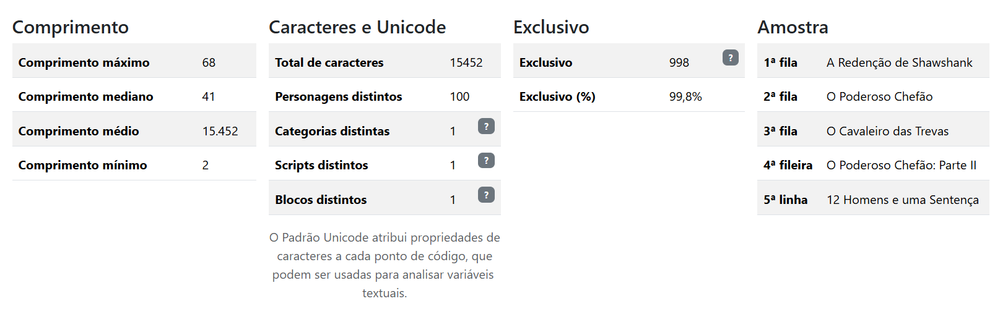 Comprimento
Comprimento máximo 68
Comprimento mediano 41
Comprimento médio 15.452
Comprimento mínimo 2
Caracteres e Unicode
Total de caracteres 15452
Personagens distintos 100
Categorias distintas 1 ?
Scripts distintos 1 ?
Blocos distintos 1 ?
O Padrão Unicode atribui propriedades de
caracteres a cada ponto de código, que
podem ser usadas para analisar variáveis
textuais.
Exclusivo
Exclusivo 998 ?
Exclusivo (%) 99,8%
Amostra
1ª fila A Redenção de Shawshank
2ª fila O Poderoso Chefão
3ª fila O Cavaleiro das Trevas
4ª fileira O Poderoso Chefão: Parte II
5ª linha 12 Homens e uma Sentença